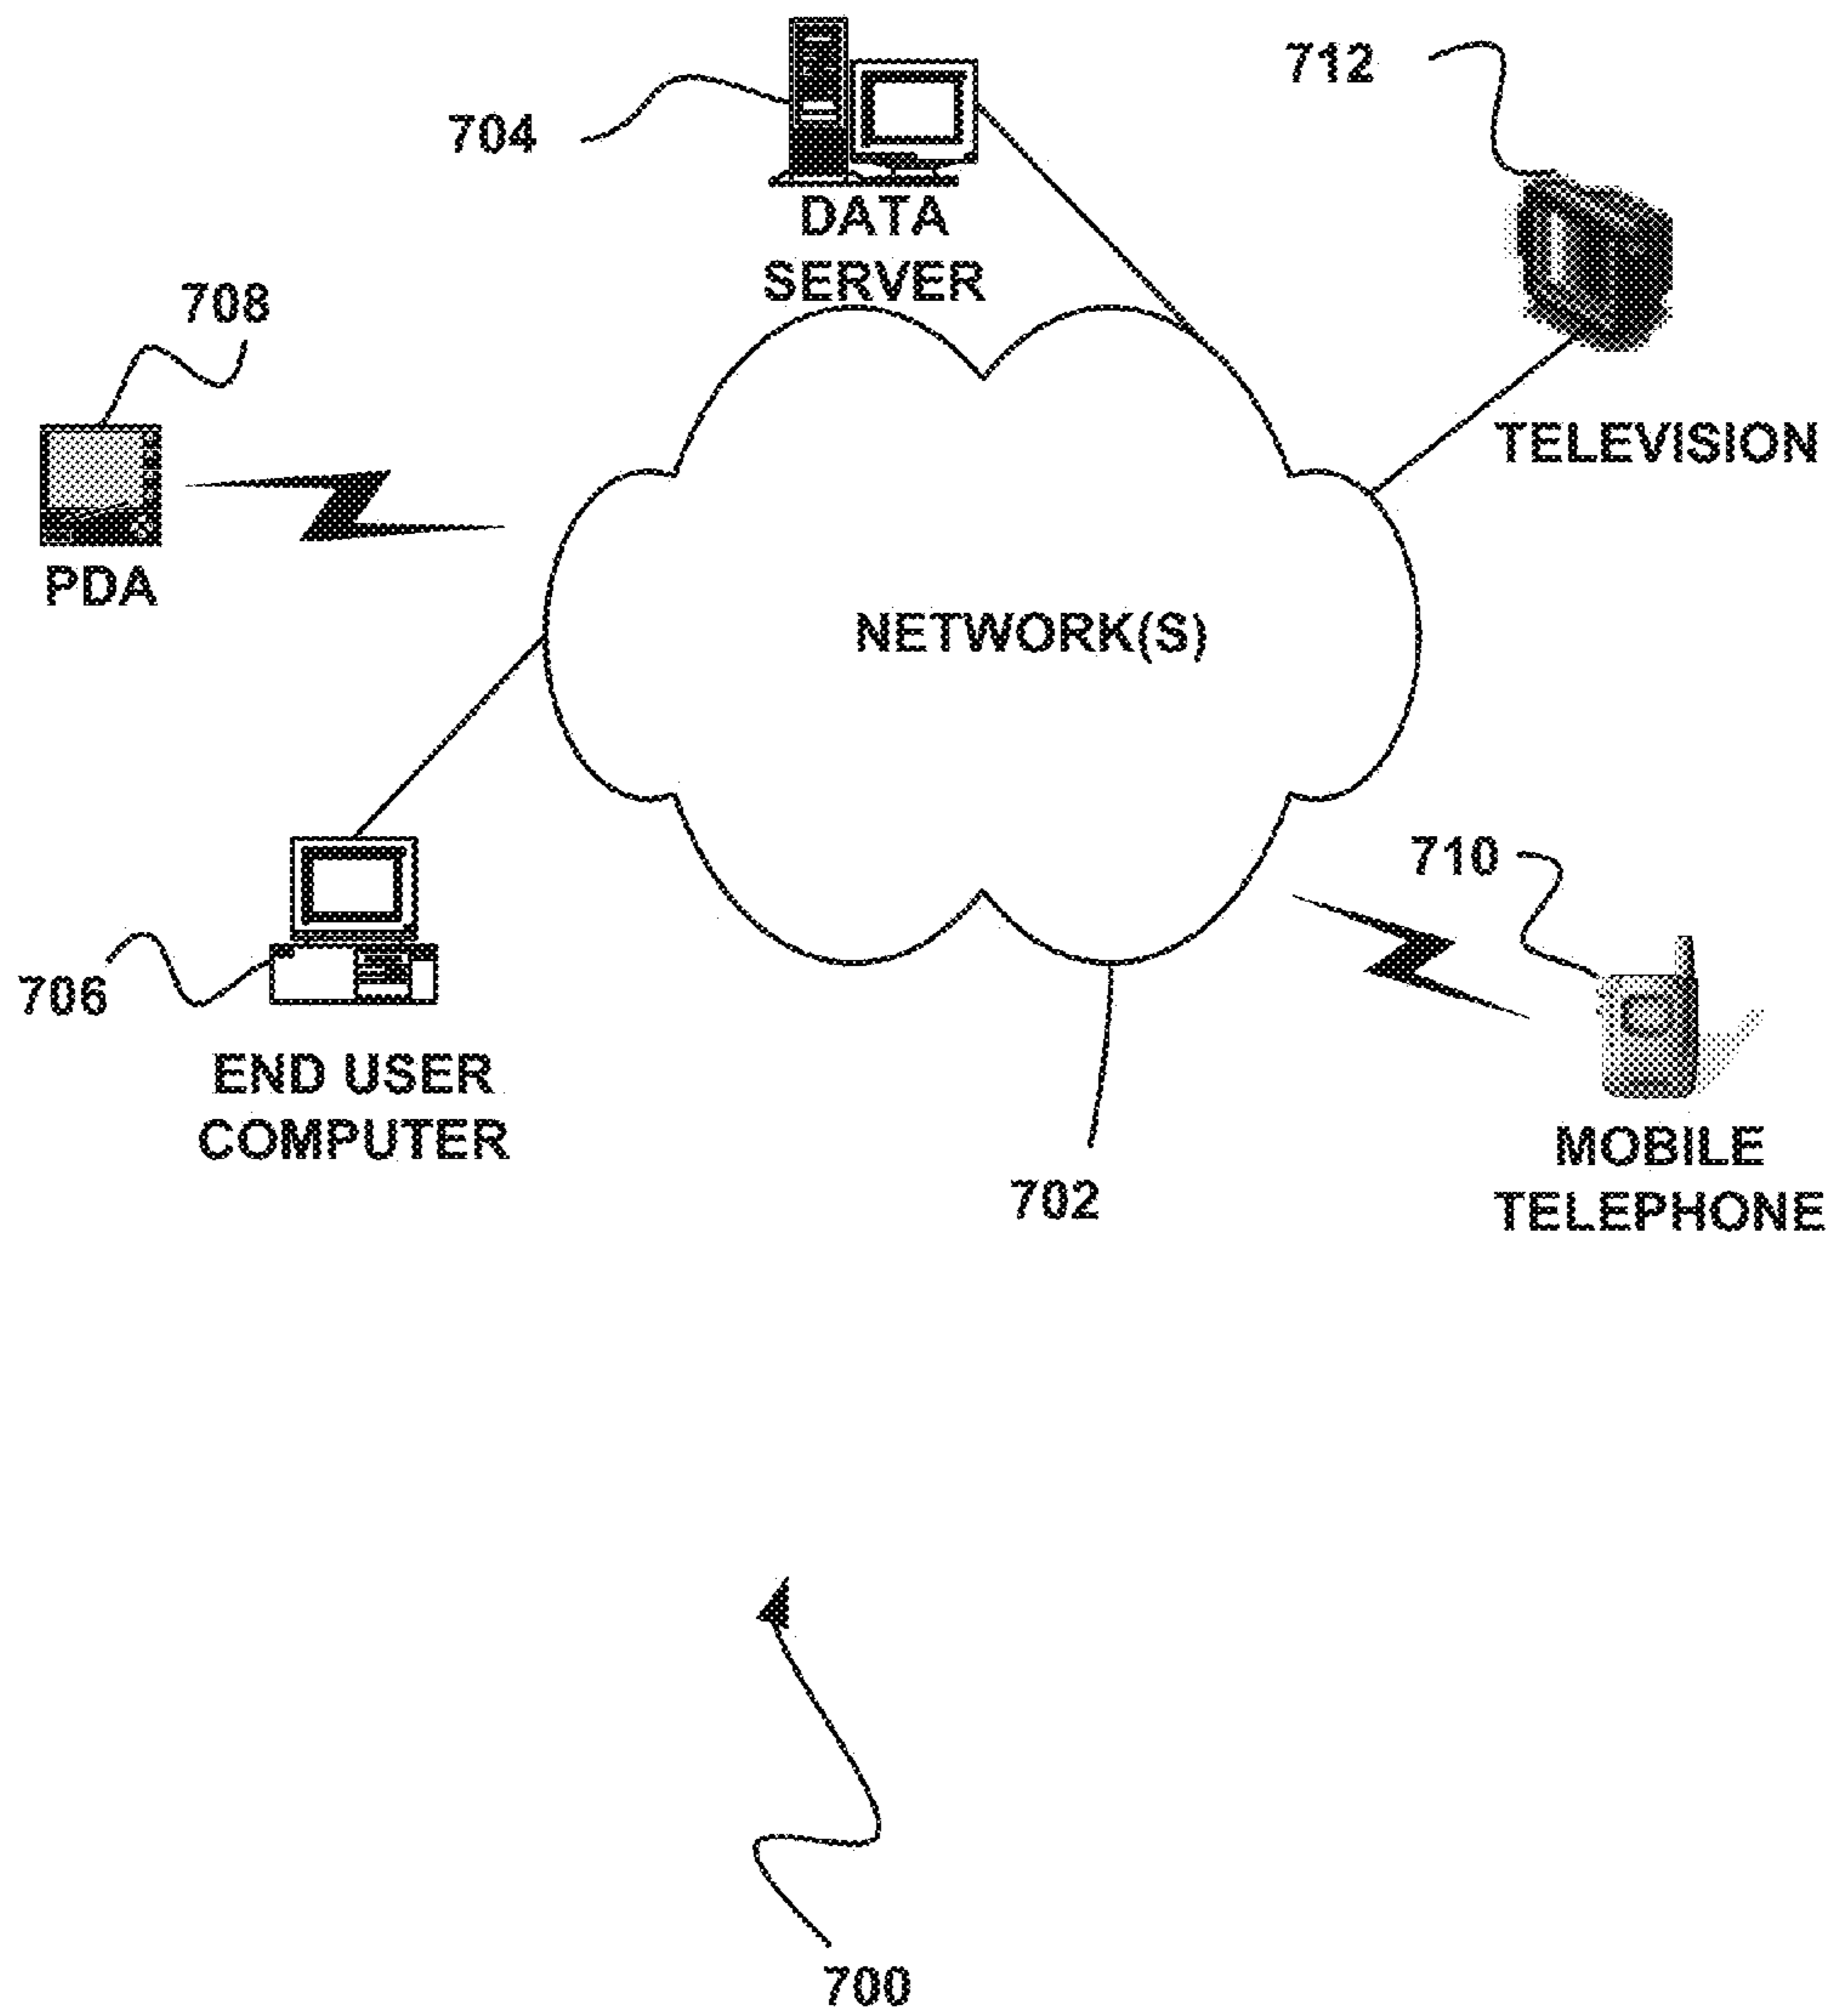 712
704
DATA
SERVER
708
TELEVISION
PDA
NETWORK(S)
710
706
END USER
COMPUTER
MOBILE
TELEPHONE
702
700